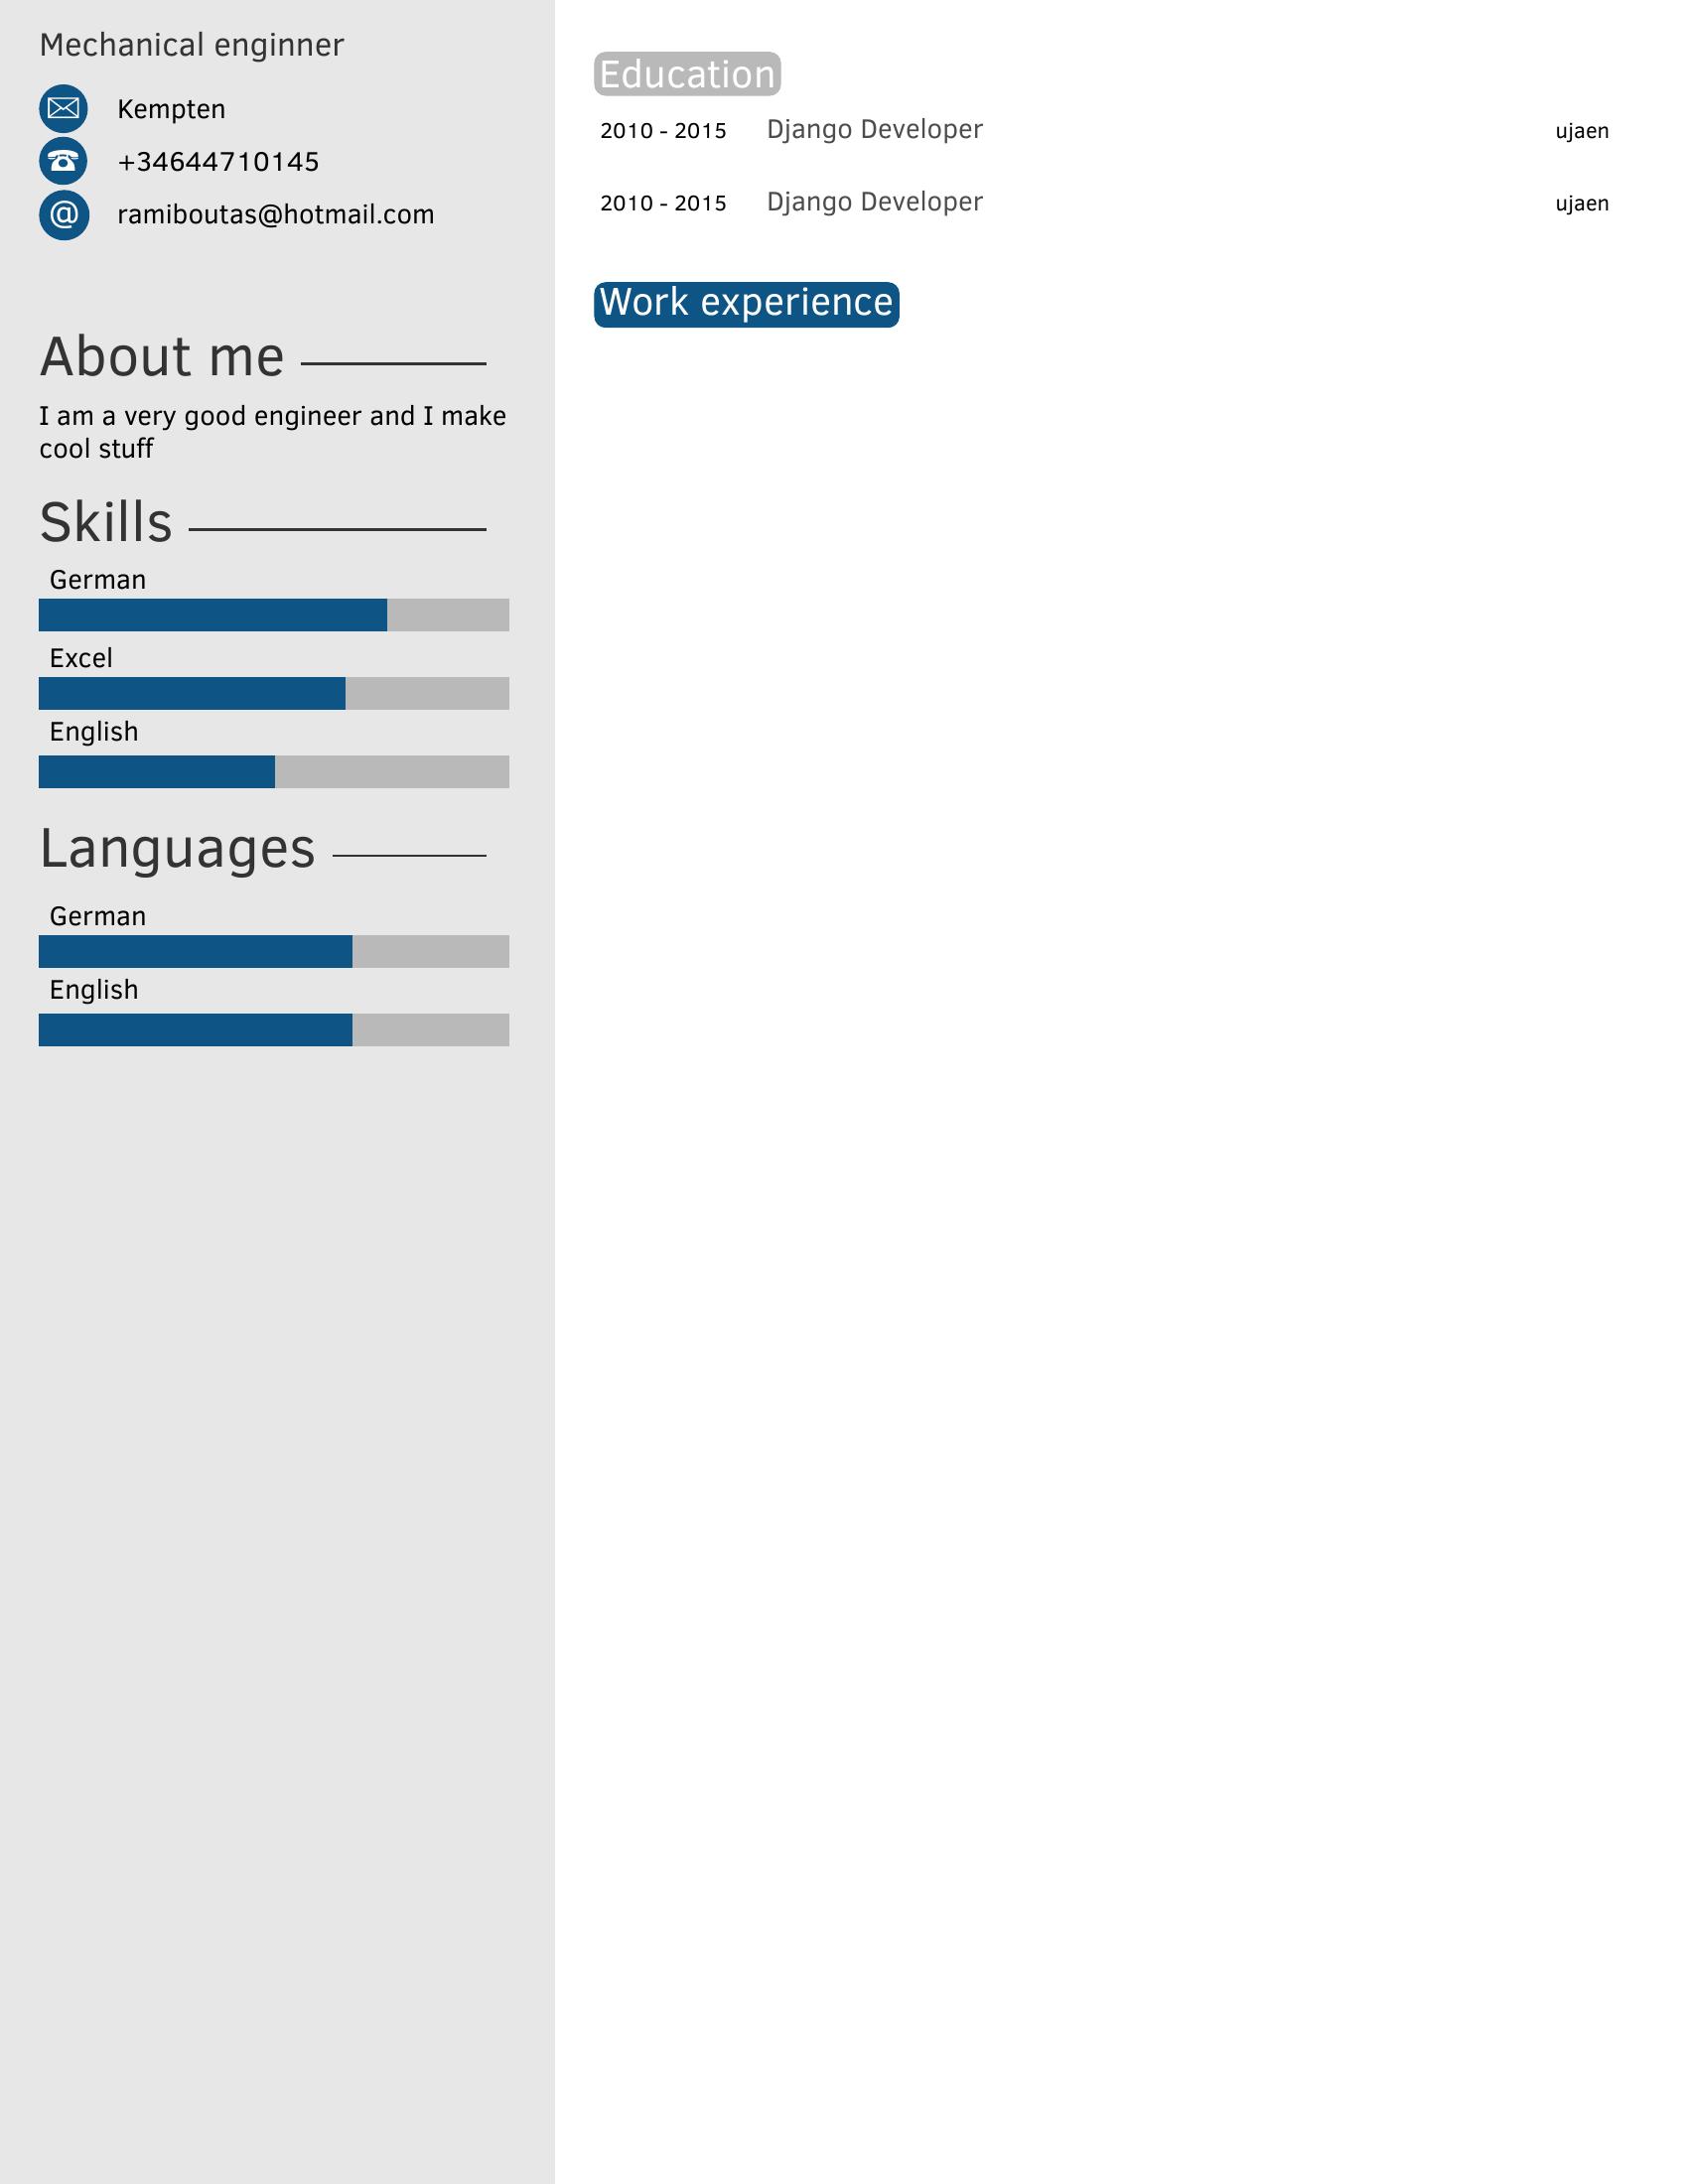 Mechanical enginner
Kempten
+34644710145
@
ramiboutas@hotmail.com
About me
I am a very good engineer and I make
cool stuff
Skills
German
Excel
English
Languages
German
English
Education
2010 - 2015 Django Developer ujaen
2010 - 2015 Django Developer ujaen
Work experience